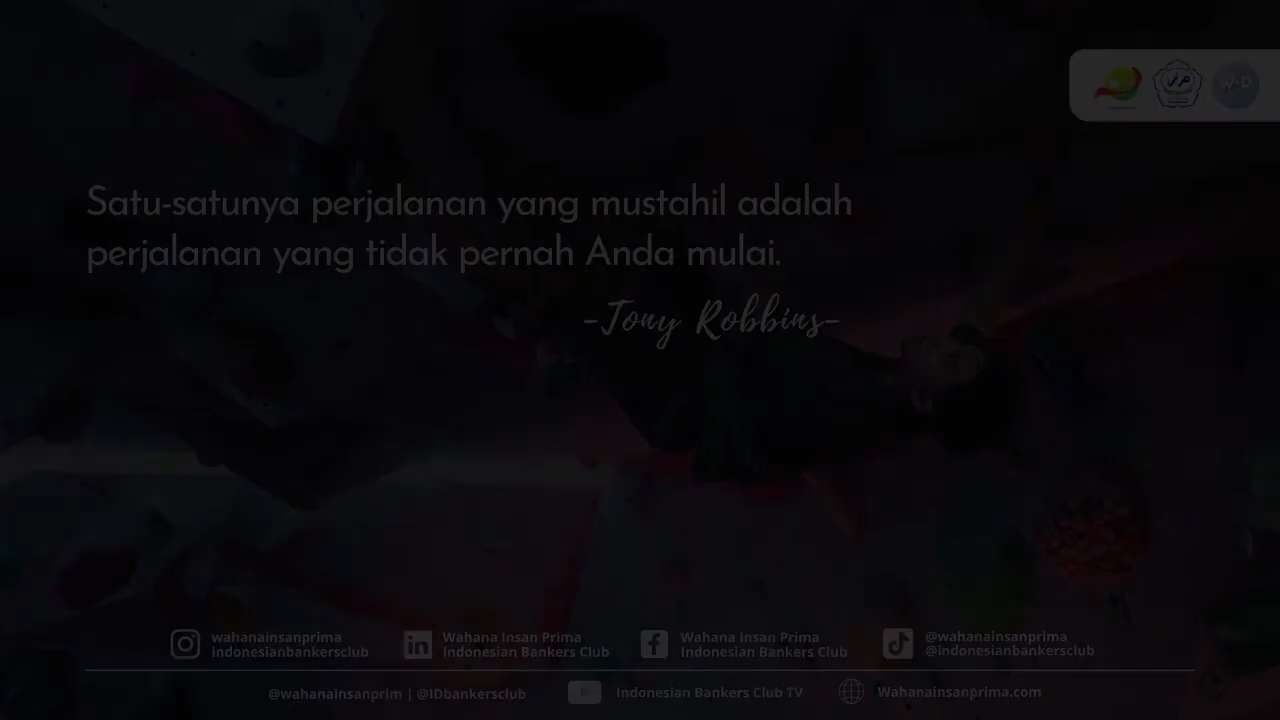 Satu-satunya perjalanan yang mustahil adalah
perjalanan yang tidak pernah Anda mulai.
-Tony Robbins-
wahanainsanprima
indonesianbankersclub
Wahana Insan Prima
Indonesian Bankers Club
Wahana Insan Prima
Indonesian Bankers Club
@wahanainsanprima
@indonesianbankersclub
@wahanainsanprim | @IDbankersclub
Indonesian Bankers Club TV
Wahanainsanprima.com